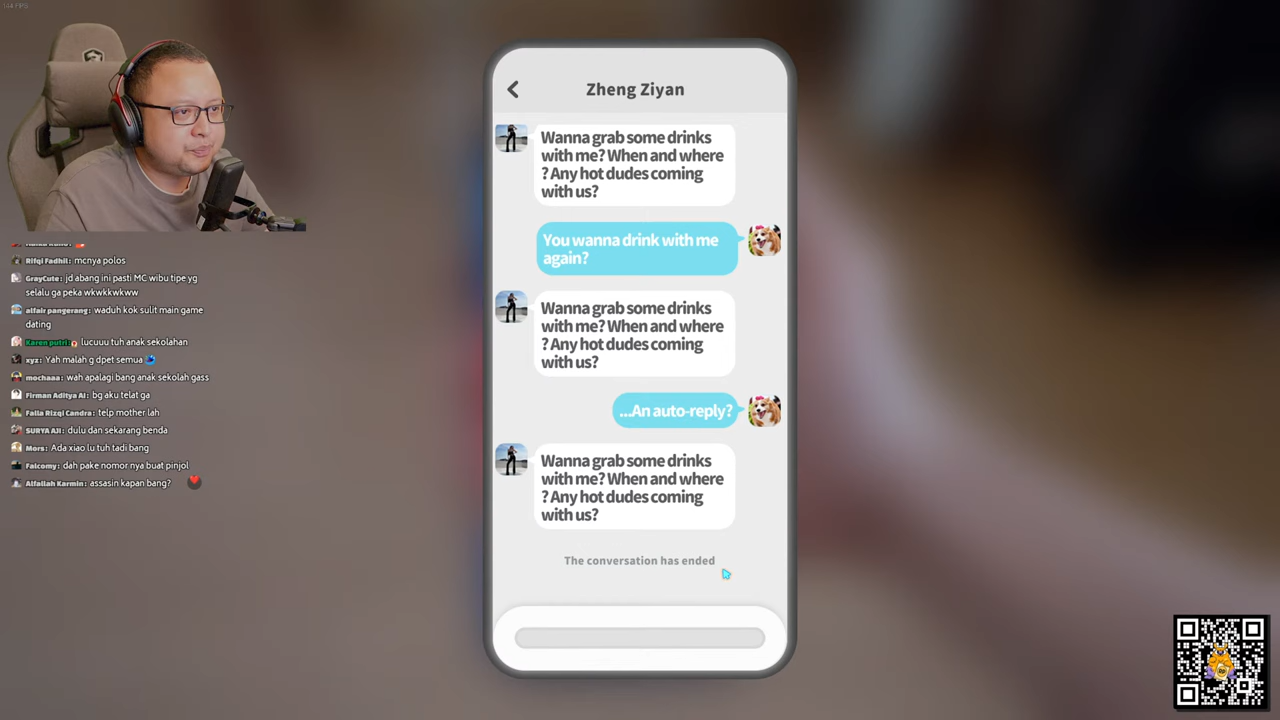 144 FPS
Zheng Ziyan
Wanna grab some drinks
with me? When and where
? Any hot dudes coming
with us?
You wanna drink with me
again?
Wanna grab some drinks
with me? When and where
? Any hot dudes coming
with us?
...An auto-reply?
Wanna grab some drinks
with me? When and where
? Any hot dudes coming
with us?
The conversation has ended
Rifqi Fadhil: mcnya polos
GrayCute: jd abang ini pasti MC wibu tipe yg
selalu ga peka wkwkkwkww
alfair pangerang: waduh kok sulit main game
dating
Karen putri: lucuuu tuh anak sekolahan
xyz: Yah malah g dpet semua
mochaaa: wah apalagi bang anak sekolah gass
Firman Aditya Al: bg aku telat ga
Falla Rizqi Candra: telp mother lah
SURYA AJI: dulu dan sekarang benda
Mors: Ada xiao lu tuh tadi bang
Falcomy: dah pake nomor nya buat pinjol
Alfallah Karmin: assasin kapan bang?